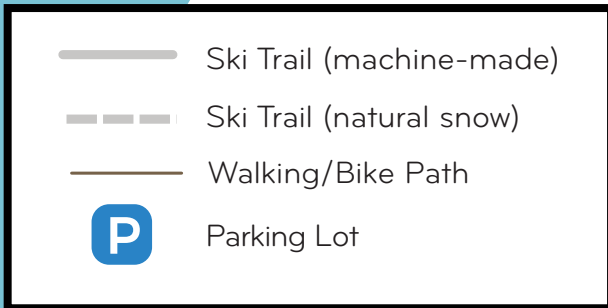 Ski Trail (machine-made)
Ski Trail (natural snow)
Walking/Bike Path
P Parking Lot